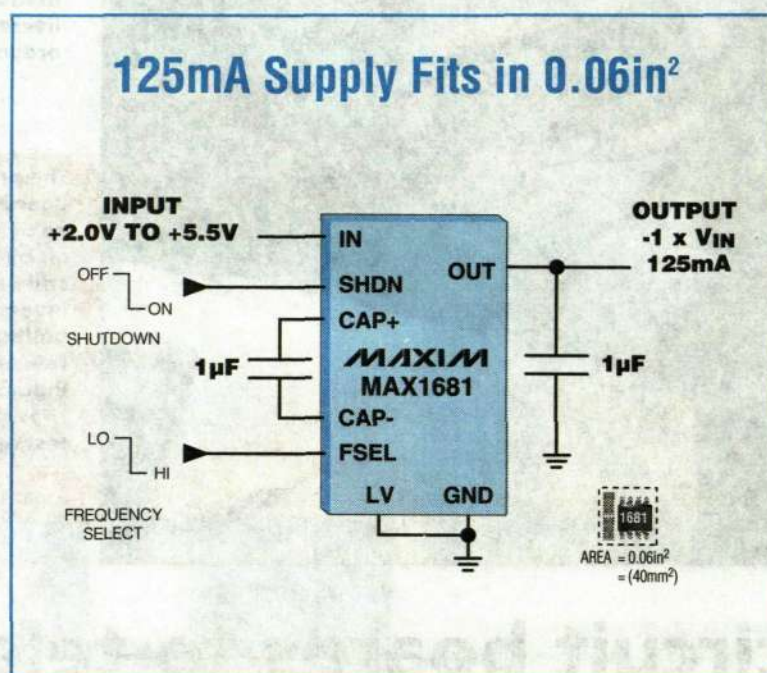 125mA Supply Fits in 0.06in²
INPUT
+2.0V TO +5.5V
OFF
ON
SHUTDOWN
1µF
LO
HI
FREQUENCY
SELECT
IN
SHDN
CAP+
MAXIM
MAX1681
CAP-
FSEL
LV
GND
OUT
OUTPUT
-1 x VIN
125mA
1µF
1681
AREA = 0.06in²
= (40mm²)